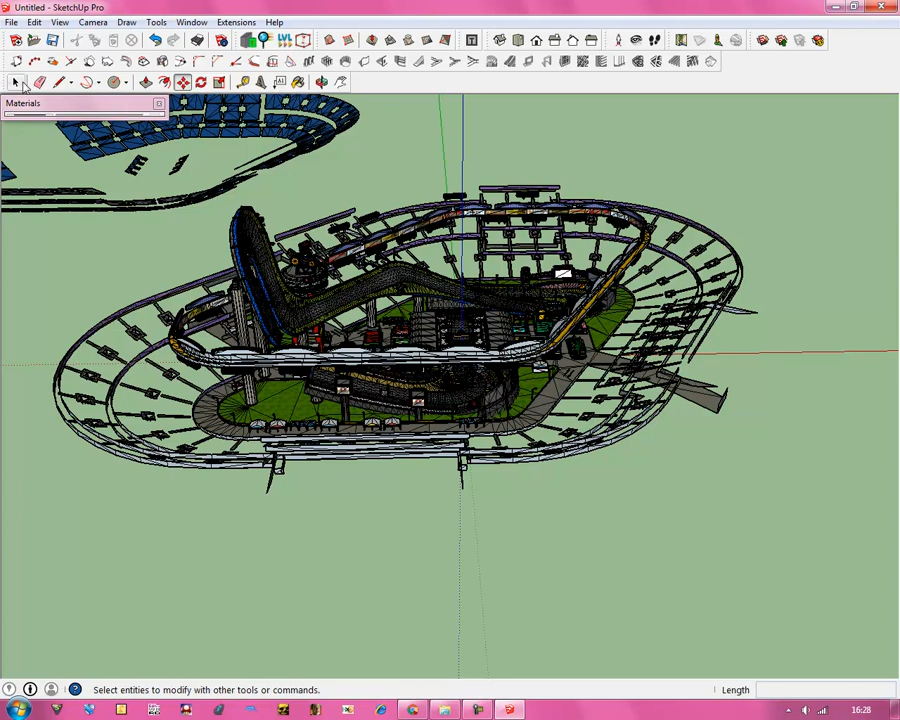 Untitled - SketchUp Pro
File Edit View Camera Draw Tools Window Extensions Help
LVL
Materials
Select entities to modify with other tools or commands.
Length
16:28